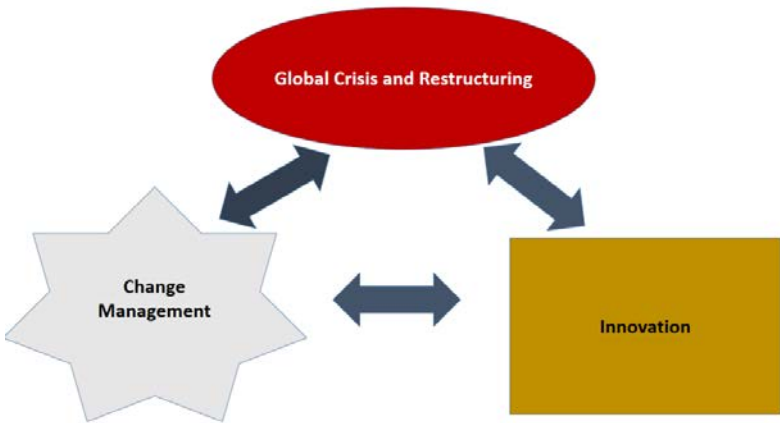 Global Crisis and Restructuring
Change
Management
Innovation